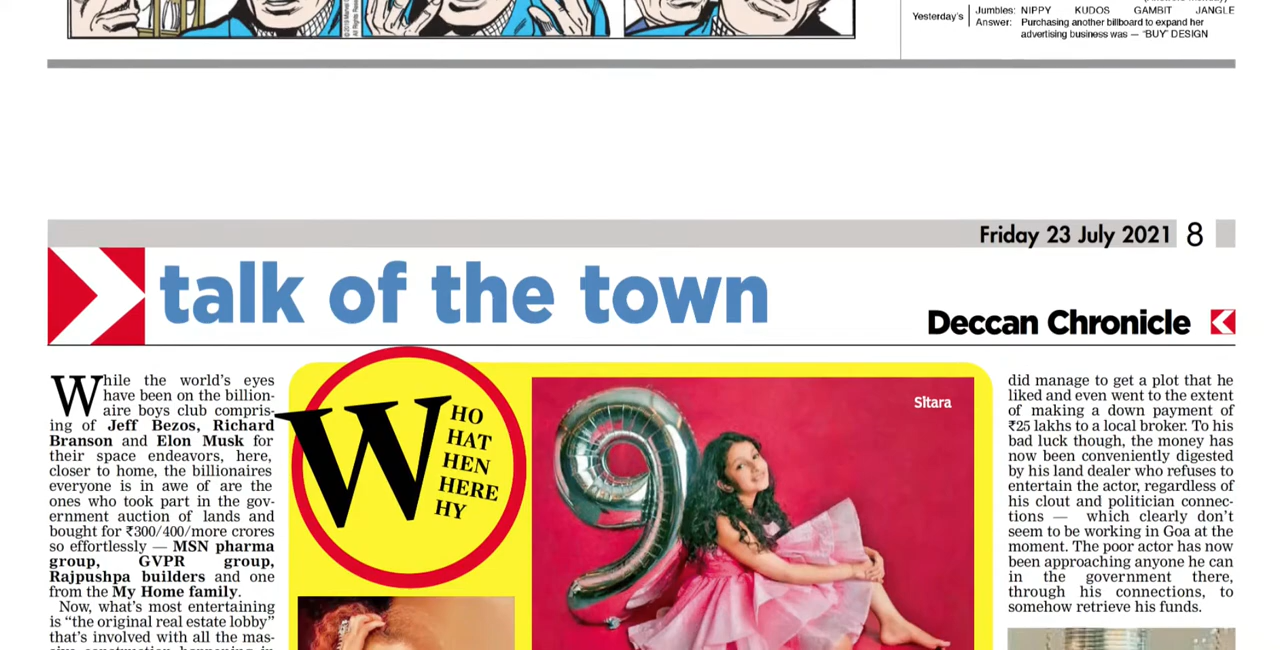 Yesterday's
Jumbles: NIPPY KUDOS GAMBIT JANGLE
Answer: Purchasing another billboard to expand her
advertising business was — “BUY” DESIGN
Friday 23 July 2021 8
talk of the town
Deccan Chronicle
While the world's eyes
have been on the billion-
aire boys club compris-
ing of Jeff Bezos, Richard
Branson and Elon Musk for
their space endeavors, here,
closer to home, the billionaires
everyone is in awe of are the
ones who took part in the gov-
ernment auction of lands and
bought for ₹300/400/more crores
so effortlessly — MSN pharma
group, GVPR group,
Rajpushpa builders and one
from the My Home family.
Now, what's most entertaining
is “the original real estate lobby”
that's involved with all the mas-
W
HO
HAT
HEN
HERE
HY
Sitara
did manage to get a plot that he
liked and even went to the extent
of making a down payment of
₹25 lakhs to a local broker. To his
bad luck though, the money has
now been conveniently digested
by his land dealer who refuses to
entertain the actor, regardless of
his clout and politician connec-
tions — which clearly don't
seem to be working in Goa at the
moment. The poor actor has now
been approaching anyone he can
in the government there,
through his connections, to
somehow retrieve his funds.